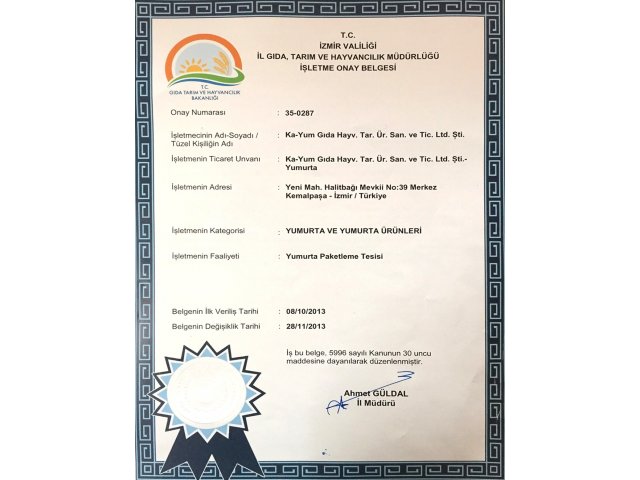 T.C.
İZMİR VALİLİĞİ
İL GIDA, TARIM VE HAYVANCILIK MÜDÜRLÜĞÜ
İŞLETME ONAY BELGESİ
T.C.
GIDA TARIM VE HAYVANCILIK
BAKANLIĞI
Onay Numarası : 35-0287
İşletmecinin Adı-Soyadı / : Ka-Yum Gıda Hayv. Tar. Ür. San. ve Tic. Ltd. Şti.
Tüzel Kişiliğin Adı
İşletmenin Ticaret Unvanı : Ka-Yum Gıda Hayv. Tar. Ür. San. ve Tic. Ltd. Şti.-
Yumurta
İşletmenin Adresi : Yeni Mah. Halitbağı Mevkii No:39 Merkez
Kemalpaşa - İzmir / Türkiye
İşletmenin Kategorisi : YUMURTA VE YUMURTA ÜRÜNLERİ
İşletmenin Faaliyeti : Yumurta Paketleme Tesisi
Belgenin İlk Veriliş Tarihi : 08/10/2013
Belgenin Değişiklik Tarihi : 28/11/2013
İş bu belge, 5996 sayılı Kanunun 30 uncu
maddesine dayanılarak düzenlenmiştir.
Ahmet GÜLDAL
İl Müdürü